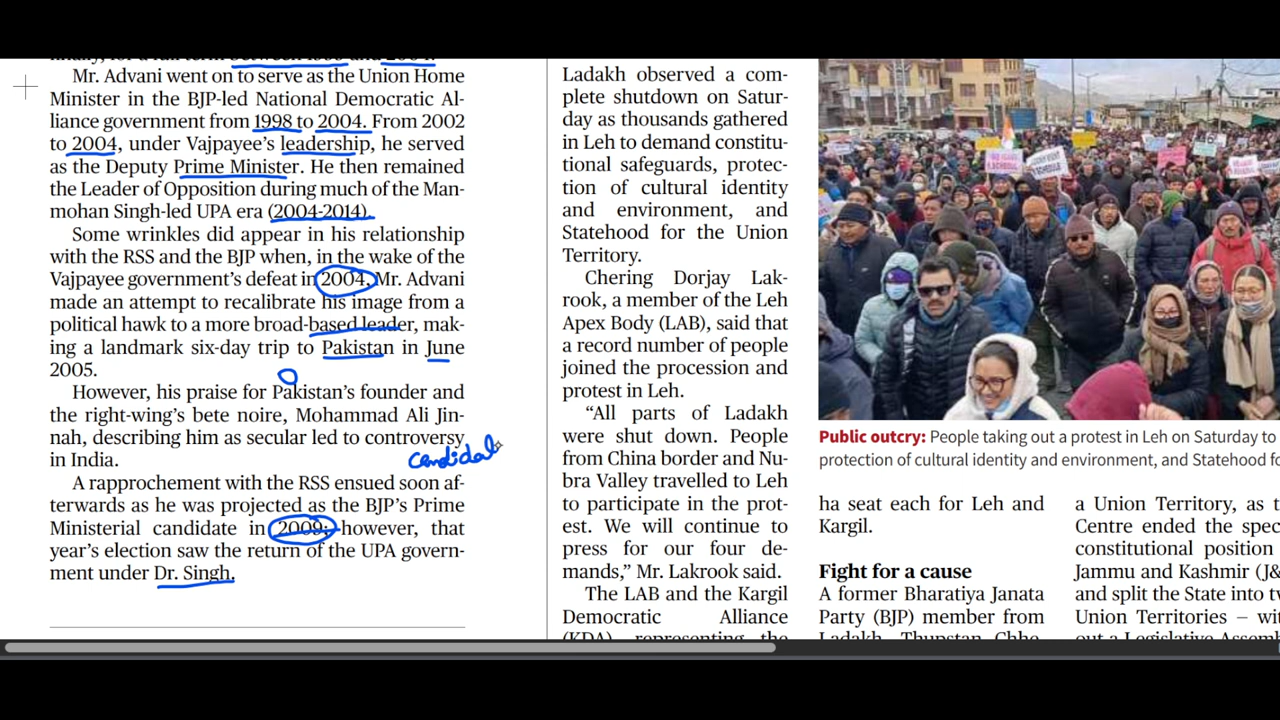 Mr. Advani went on to serve as the Union Home
Minister in the BJP-led National Democratic Al-
liance government from 1998 to 2004. From 2002
to 2004, under Vajpayee's leadership, he served
as the Deputy Prime Minister. He then remained
the Leader of Opposition during much of the Man-
mohan Singh-led UPA era (2004-2014).
Some wrinkles did appear in his relationship
with the RSS and the BJP when, in the wake of the
Vajpayee government's defeat in 2004, Mr. Advani
made an attempt to recalibrate his image from a
political hawk to a more broad-based leader, mak-
ing a landmark six-day trip to Pakistan in June
2005.
However, his praise for Pakistan's founder and
the right-wing's bete noire, Mohammad Ali Jin-
nah, describing him as secular led to controversy
in India.
candidat
A rapprochement with the RSS ensued soon af-
terwards as he was projected as the BJP's Prime
Ministerial candidate in 2009; however, that
year's election saw the return of the UPA govern-
ment under Dr. Singh.
Ladakh observed a com-
plete shutdown on Satur-
day as thousands gathered
in Leh to demand constitu-
tional safeguards, protec-
tion of cultural identity
and environment, and
Statehood for the Union
Territory.
Chering Dorjay Lak-
rook, a member of the Leh
Apex Body (LAB), said that
a record number of people
joined the procession and
protest in Leh.
“All parts of Ladakh
were shut down. People
from China border and Nu-
bra Valley travelled to Leh
to participate in the prot-
est. We will continue to
press for our four de-
mands,” Mr. Lakrook said.
The LAB and the Kargil
Democratic Alliance
(KDA), representing the
Public outcry: People taking out a protest in Leh on Saturday to
protection of cultural identity and environment, and Statehood fo
ha seat each for Leh and
Kargil.
Fight for a cause
A former Bharatiya Janata
Party (BJP) member from
Ladakh, Thupstan Chhe-
a Union Territory, as t
Centre ended the spec
constitutional position
Jammu and Kashmir (J&
and split the State into tw
Union Territories – wit
out a Legislative Assemb